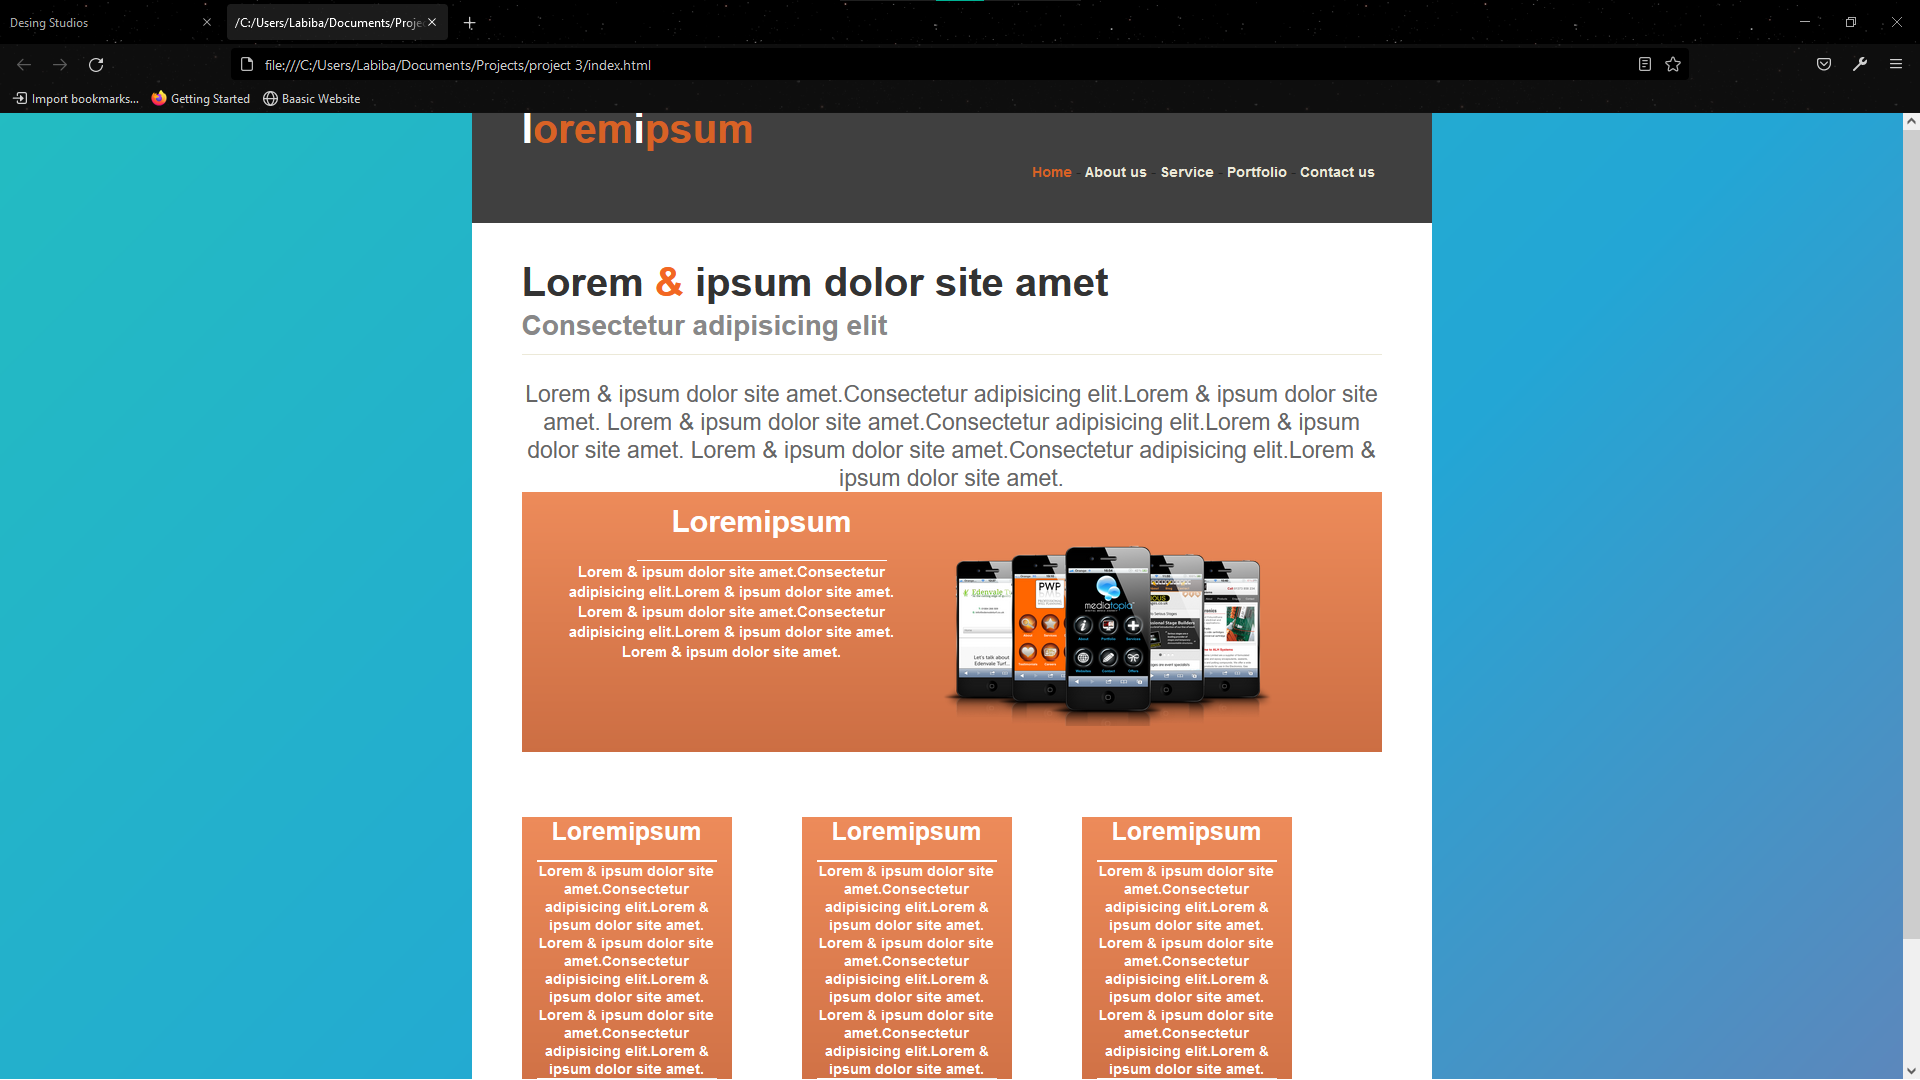 Desing Studios
/C:/Users/Labiba/Documents/Proje
file:///C:/Users/Labiba/Documents/Projects/project 3/index.html
Import bookmarks... Getting Started Baasic Website
loremipsum
Home - About us - Service - Portfolio - Contact us
Lorem & ipsum dolor site amet
Consectetur adipisicing elit
Lorem & ipsum dolor site amet.Consectetur adipisicing elit.Lorem & ipsum dolor site
amet. Lorem & ipsum dolor site amet.Consectetur adipisicing elit.Lorem & ipsum
dolor site amet. Lorem & ipsum dolor site amet.Consectetur adipisicing elit.Lorem &
ipsum dolor site amet.
Loremipsum
Lorem & ipsum dolor site amet.Consectetur
adipisicing elit.Lorem & ipsum dolor site amet.
Lorem & ipsum dolor site amet.Consectetur
adipisicing elit.Lorem & ipsum dolor site amet.
Lorem & ipsum dolor site amet.
Edenvale
Let's talk about
Edenvale Turf...
PWP
mediatopia
Loremipsum
Lorem & ipsum dolor site
amet.Consectetur
adipisicing elit.Lorem &
ipsum dolor site amet.
Lorem & ipsum dolor site
amet.Consectetur
adipisicing elit.Lorem &
ipsum dolor site amet.
Lorem & ipsum dolor site
amet.Consectetur
adipisicing elit.Lorem &
ipsum dolor site amet.
Loremipsum
Lorem & ipsum dolor site
amet.Consectetur
adipisicing elit.Lorem &
ipsum dolor site amet.
Lorem & ipsum dolor site
amet.Consectetur
adipisicing elit.Lorem &
ipsum dolor site amet.
Lorem & ipsum dolor site
amet.Consectetur
adipisicing elit.Lorem &
ipsum dolor site amet.
Loremipsum
Lorem & ipsum dolor site
amet.Consectetur
adipisicing elit.Lorem &
ipsum dolor site amet.
Lorem & ipsum dolor site
amet.Consectetur
adipisicing elit.Lorem &
ipsum dolor site amet.
Lorem & ipsum dolor site
amet.Consectetur
adipisicing elit.Lorem &
ipsum dolor site amet.